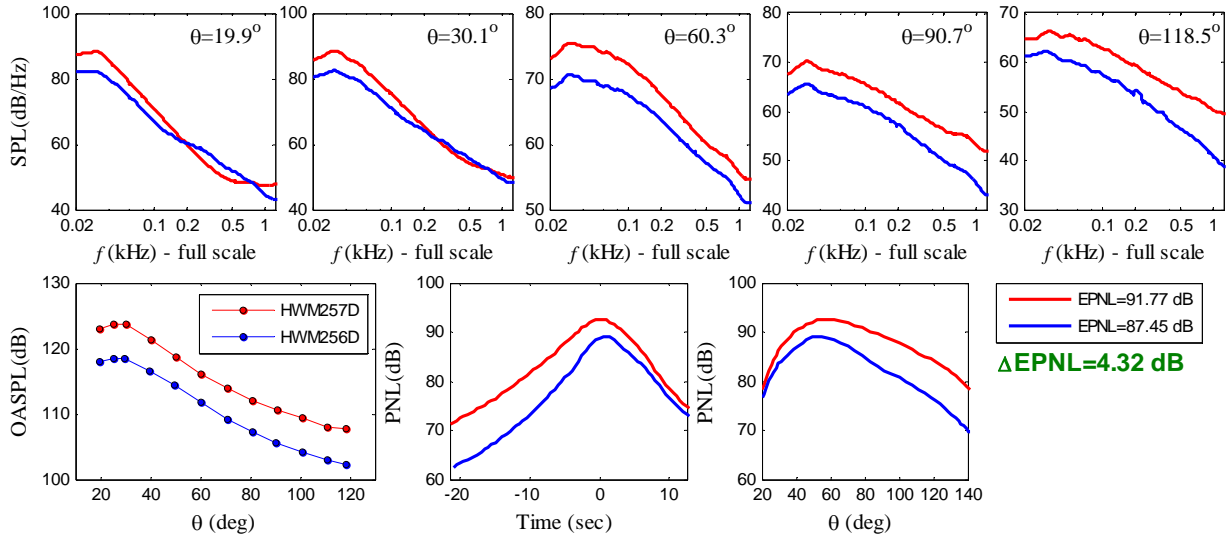 SPL(dB/Hz)
100
80
60
40
θ=19.9°
0.02 0.1 0.2 0.5 1
f (kHz) - full scale
100
80
60
40
θ=30.1°
0.02 0.1 0.2 0.5 1
f (kHz) - full scale
80
70
60
50
θ=60.3°
0.02 0.1 0.2 0.5 1
f (kHz) - full scale
80
70
60
50
40
θ=90.7°
0.02 0.1 0.2 0.5 1
f (kHz) - full scale
70
60
50
40
30
θ=118.5°
0.02 0.1 0.2 0.5 1
f (kHz) - full scale
OASPL(dB)
130
120
110
100
HWM257D
HWM256D
20 40 60 80 100 120
θ (deg)
PNL(dB)
100
90
80
70
60
-20 -10 0 10
Time (sec)
PNL(dB)
100
90
80
70
60
20 40 60 80 100 120 140
θ (deg)
EPNL=91.77 dB
EPNL=87.45 dB
ΔEPNL=4.32 dB